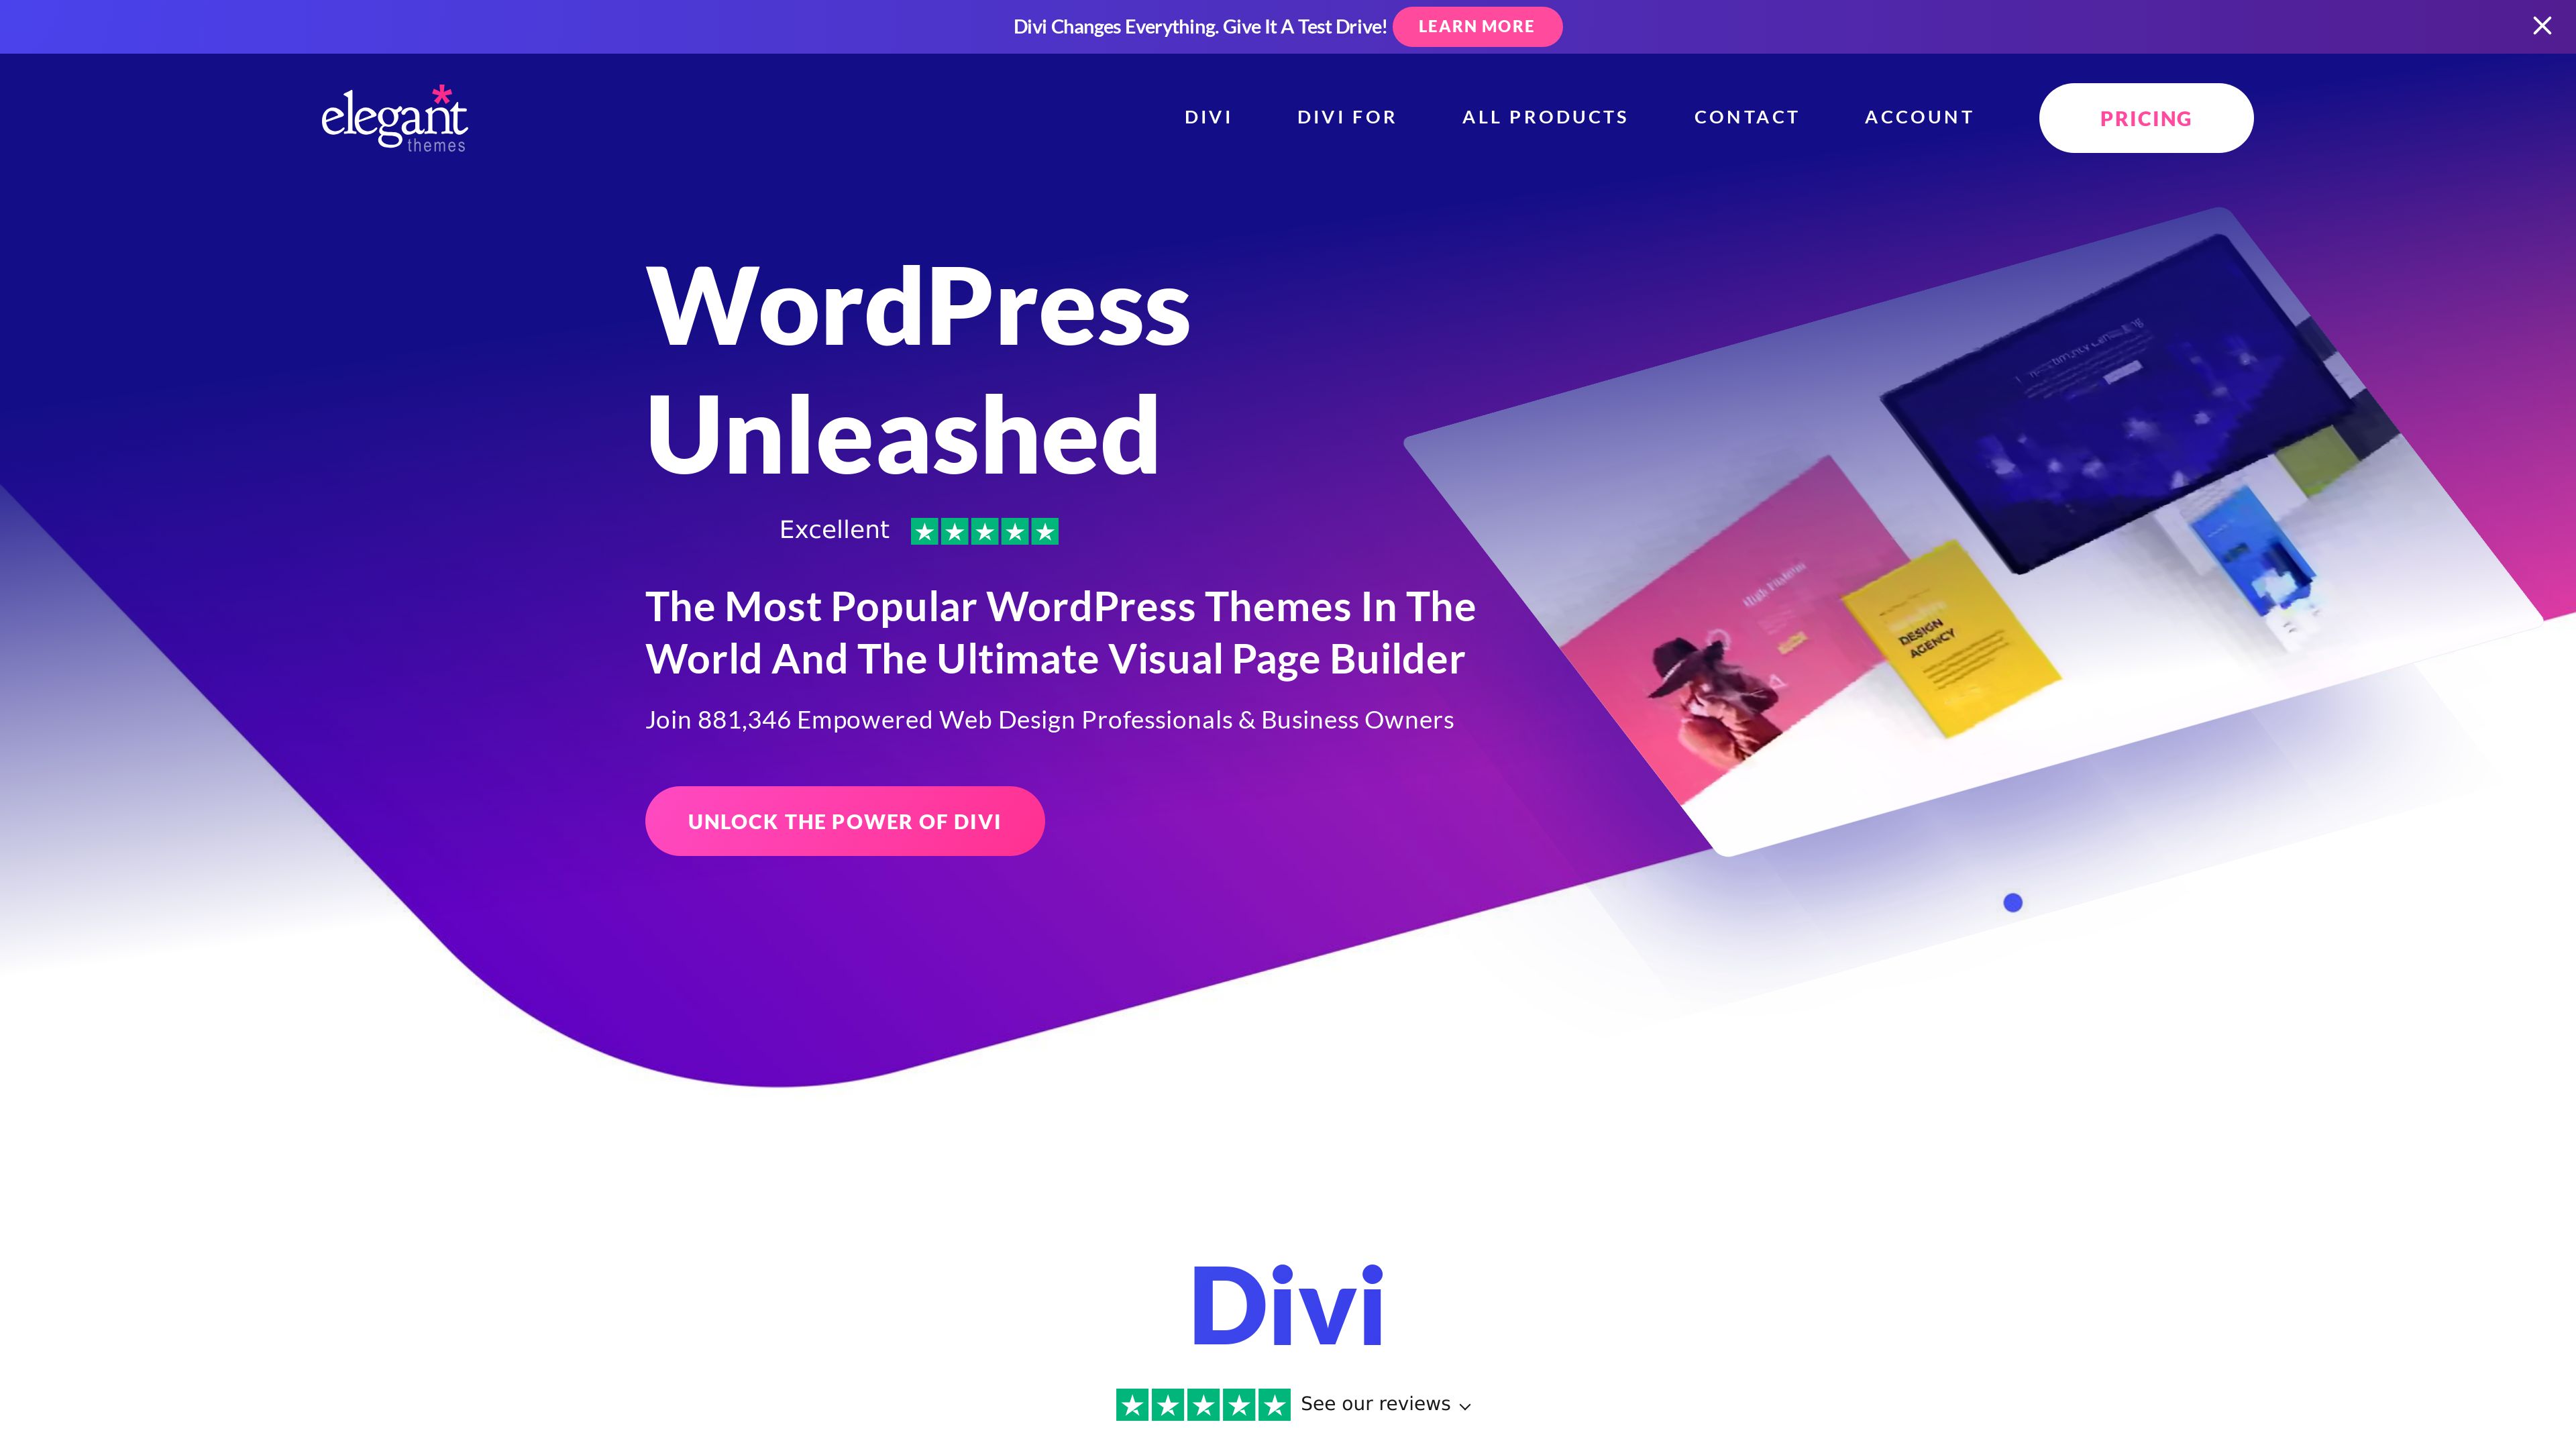 Divi Changes Everything. Give It A Test Drive! LEARN MORE
elegant
themes
DIVI
DIVI FOR
ALL PRODUCTS
CONTACT
ACCOUNT
PRICING
WordPress
Unleashed
Excellent
The Most Popular WordPress Themes In The
World And The Ultimate Visual Page Builder
Join 881,346 Empowered Web Design Professionals & Business Owners
UNLOCK THE POWER OF DIVI
High Fashion
DESIGN
AGENCY
Divi
See our reviews